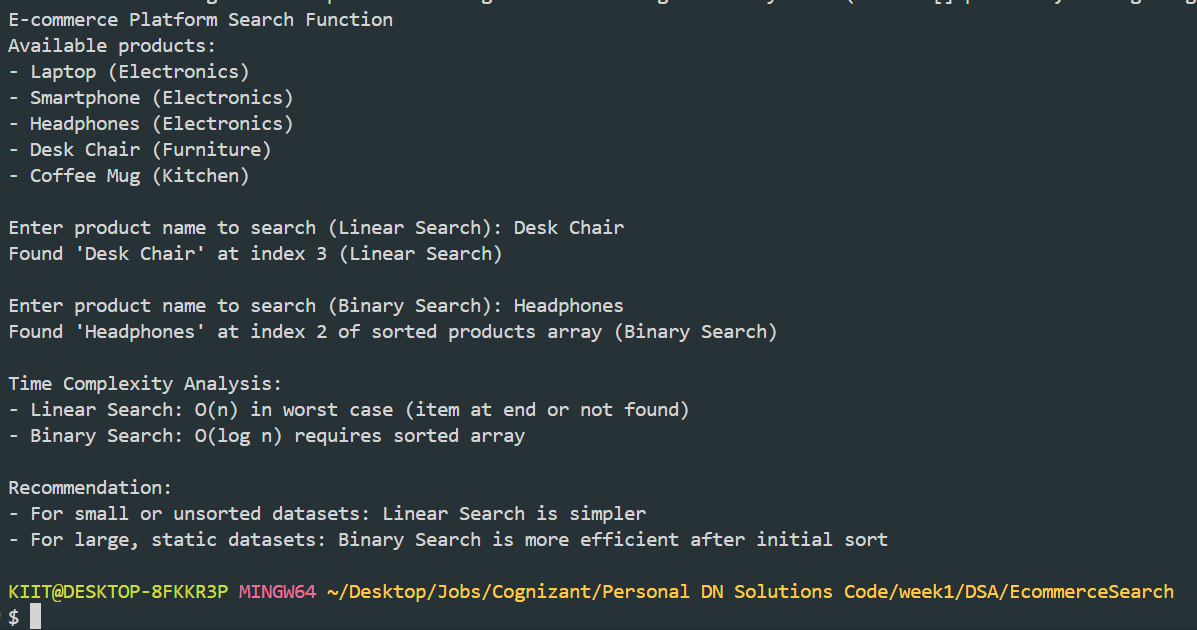 E-commerce Platform Search Function
Available products:
- Laptop (Electronics)
- Smartphone (Electronics)
- Headphones (Electronics)
- Desk Chair (Furniture)
- Coffee Mug (Kitchen)
Enter product name to search (Linear Search): Desk Chair
Found 'Desk Chair' at index 3 (Linear Search)
Enter product name to search (Binary Search): Headphones
Found 'Headphones' at index 2 of sorted products array (Binary Search)
Time Complexity Analysis:
- Linear Search: O(n) in worst case (item at end or not found)
- Binary Search: O(log n) requires sorted array
Recommendation:
- For small or unsorted datasets: Linear Search is simpler
- For large, static datasets: Binary Search is more efficient after initial sort
KIIT@DESKTOP-8FKKR3P MINGW64 ~/Desktop/Jobs/Cognizant/Personal DN Solutions Code/week1/DSA/EcommerceSearch
$